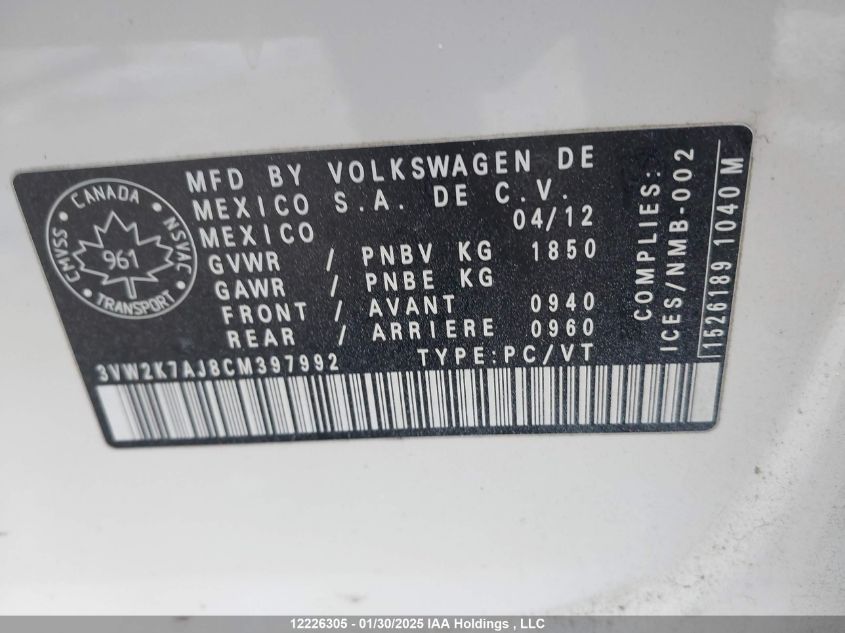 CANADA
CMVSS
NSVAC
961
TRANSPORT
MFD BY VOLKSWAGEN DE
MEXICO S.A. DE C.V.
MEXICO 04/12
GVWR / PNBV KG 1850
GAWR / PNBE KG
FRONT / AVANT 0940
REAR / ARRIERE 0960
3VW2K7AJ8CM397992 TYPE:PC/VT
COMPLIES:
ICES/NMB-002
1526189 1040 M
12226305 - 01/30/2025 IAA Holdings , LLC